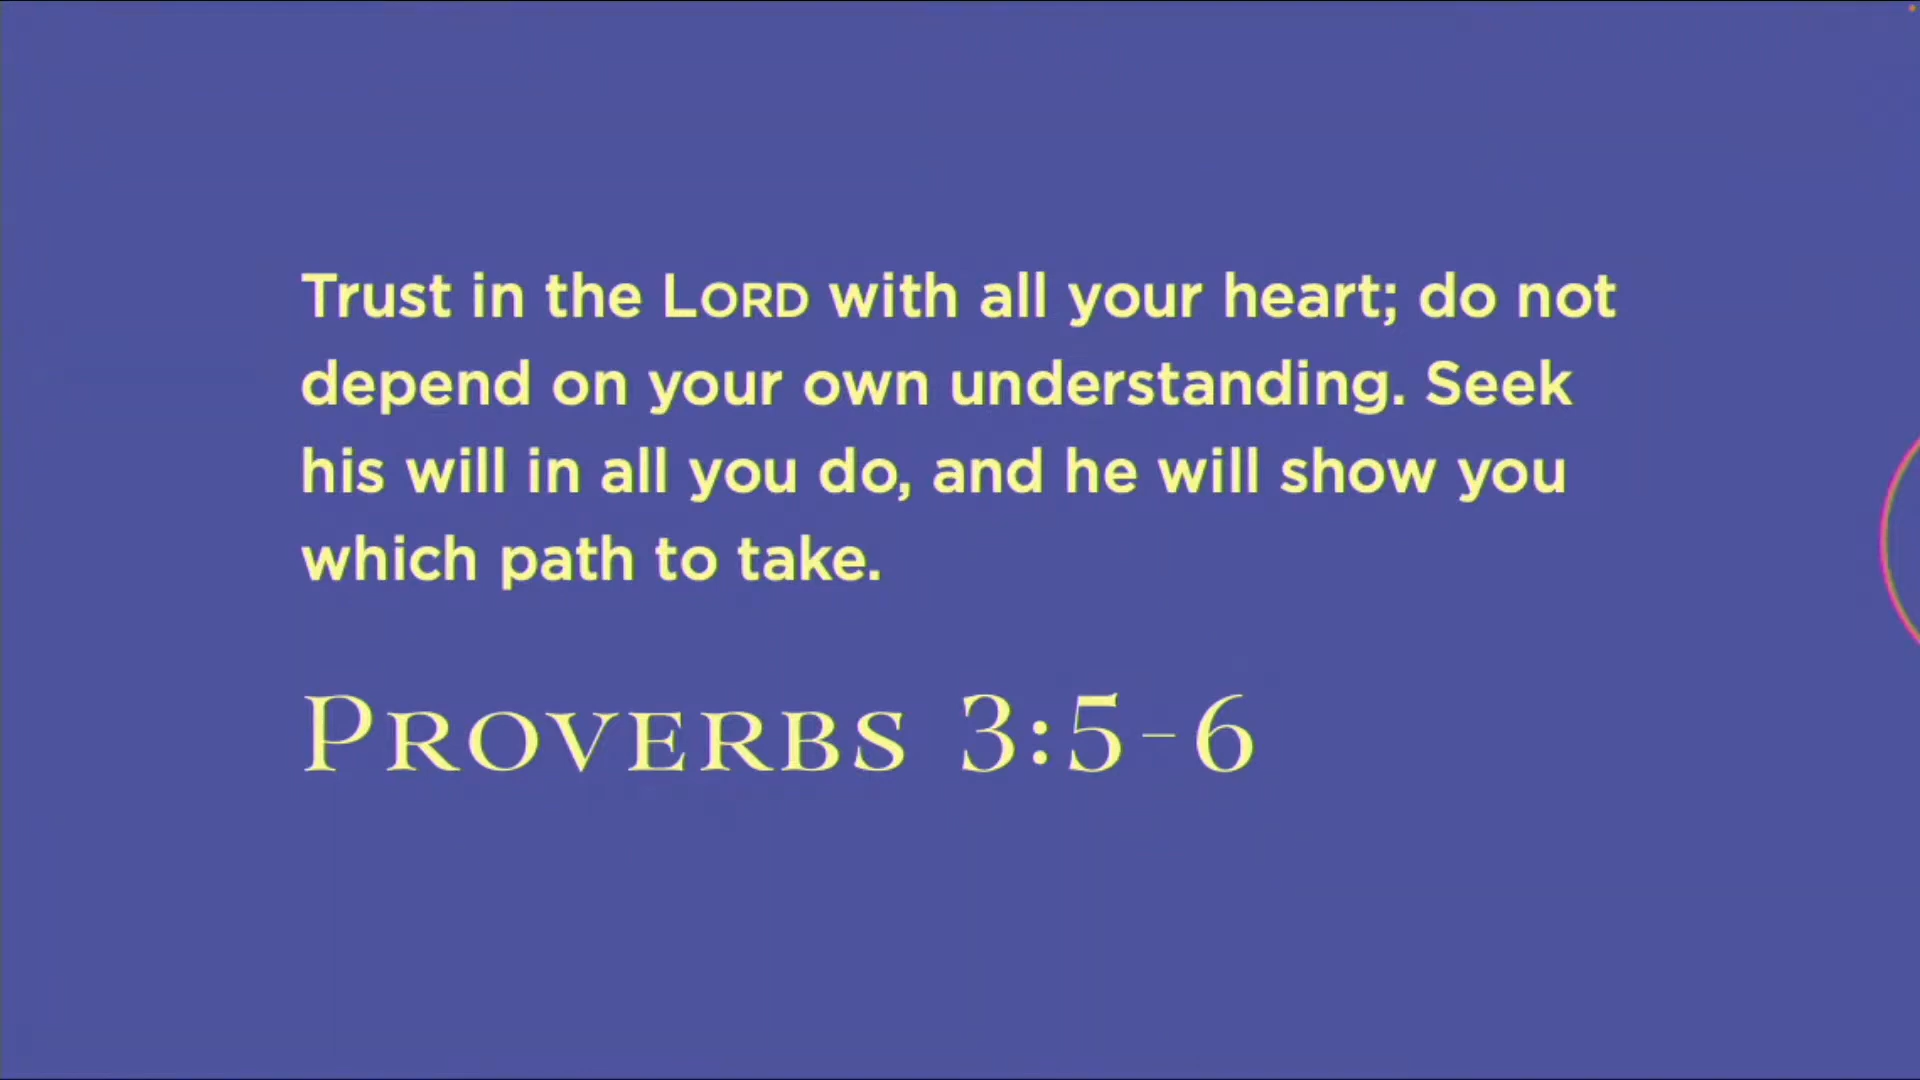 Trust in the LORD with all your heart; do not
depend on your own understanding. Seek
his will in all you do, and he will show you
which path to take.
PROVERBS 3:5-6